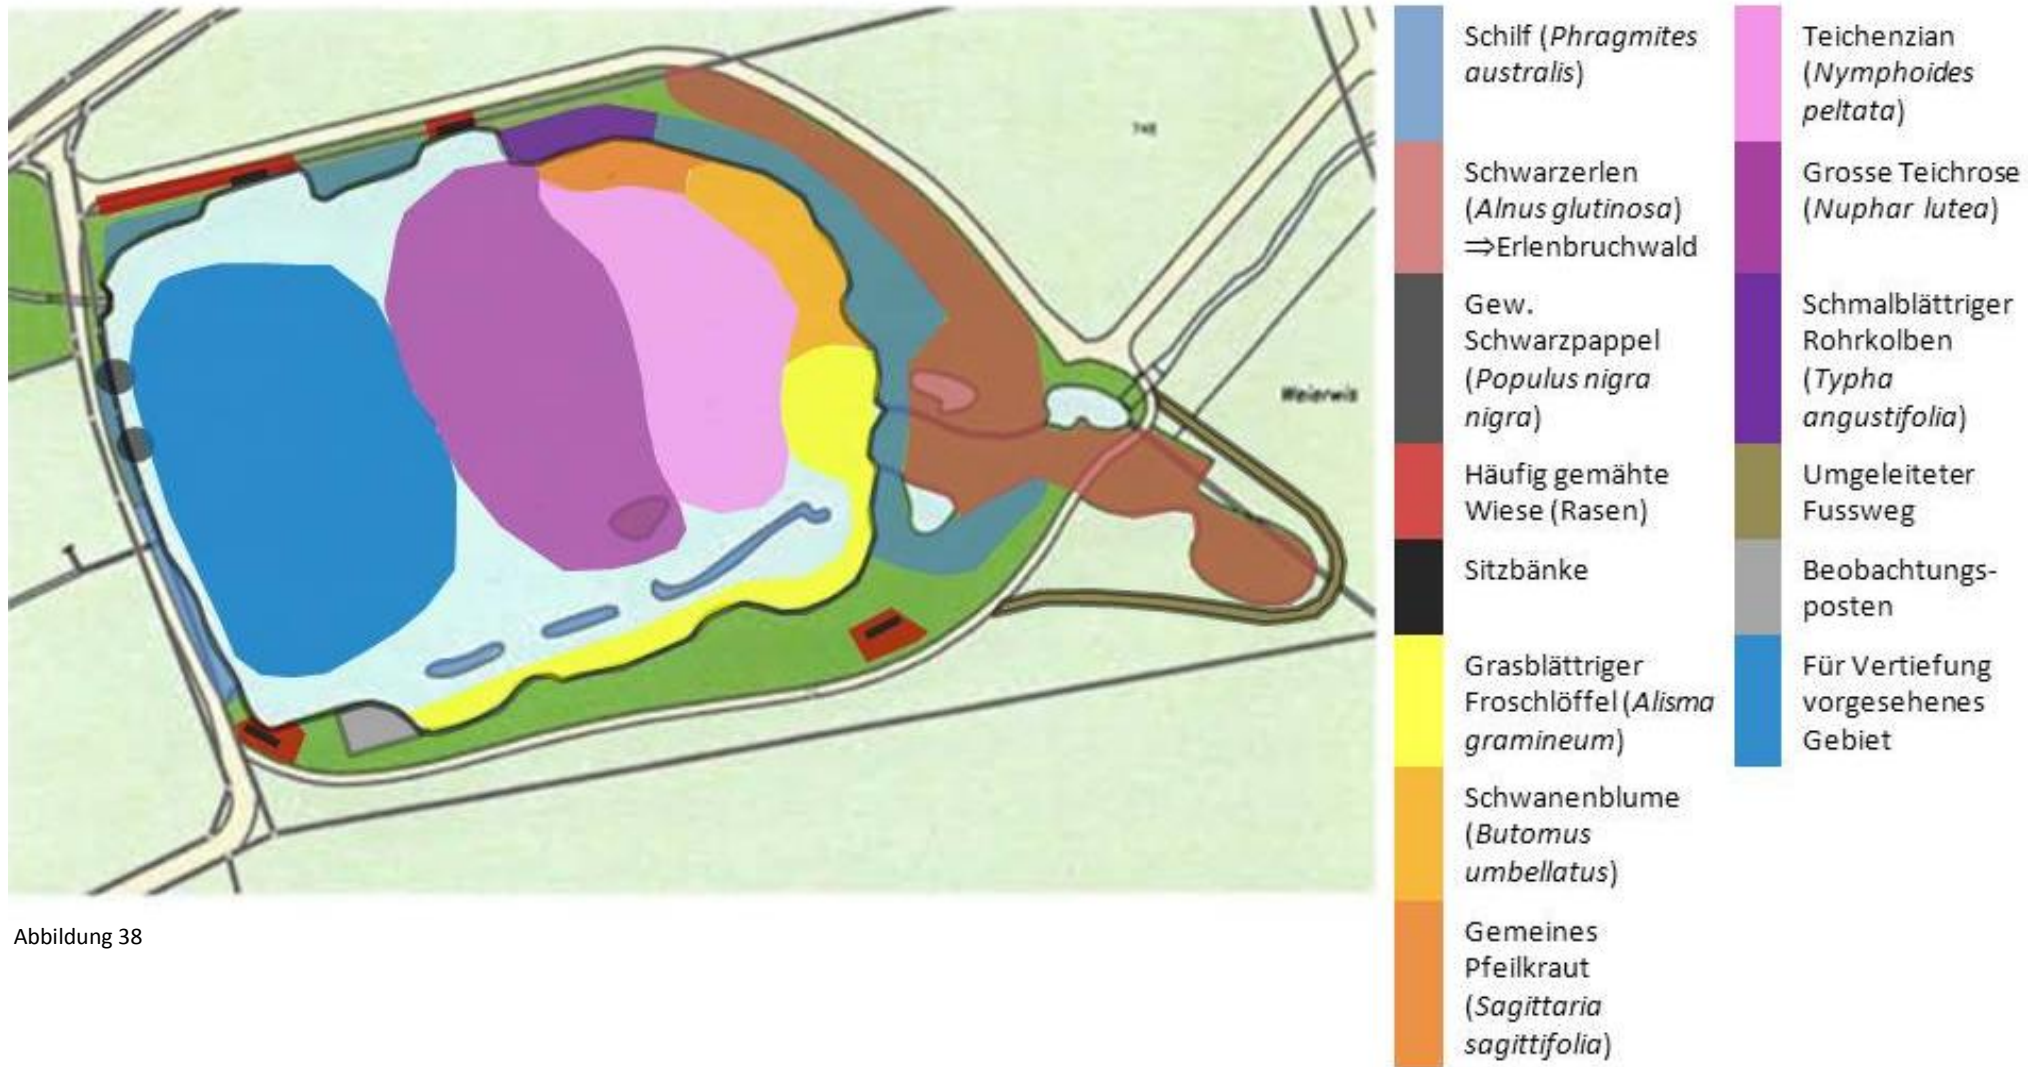 748
Weierwis
Abbildung 38
Schilf (Phragmites
australis)
Schwarzerlen
(Alnus glutinosa)
⇒Erlenbruchwald
Gew.
Schwarzpappel
(Populus nigra
nigra)
Häufig gemähte
Wiese (Rasen)
Sitzbänke
Grasblättriger
Froschlöffel (Alisma
gramineum)
Schwanenblume
(Butomus
umbellatus)
Gemeines
Pfeilkraut
(Sagittaria
sagittifolia)
Teichenzian
(Nymphoides
peltata)
Grosse Teichrose
(Nuphar lutea)
Schmalblättriger
Rohrkolben
(Typha
angustifolia)
Umgeleiteter
Fussweg
Beobachtungs-
posten
Für Vertiefung
vorgesehenes
Gebiet